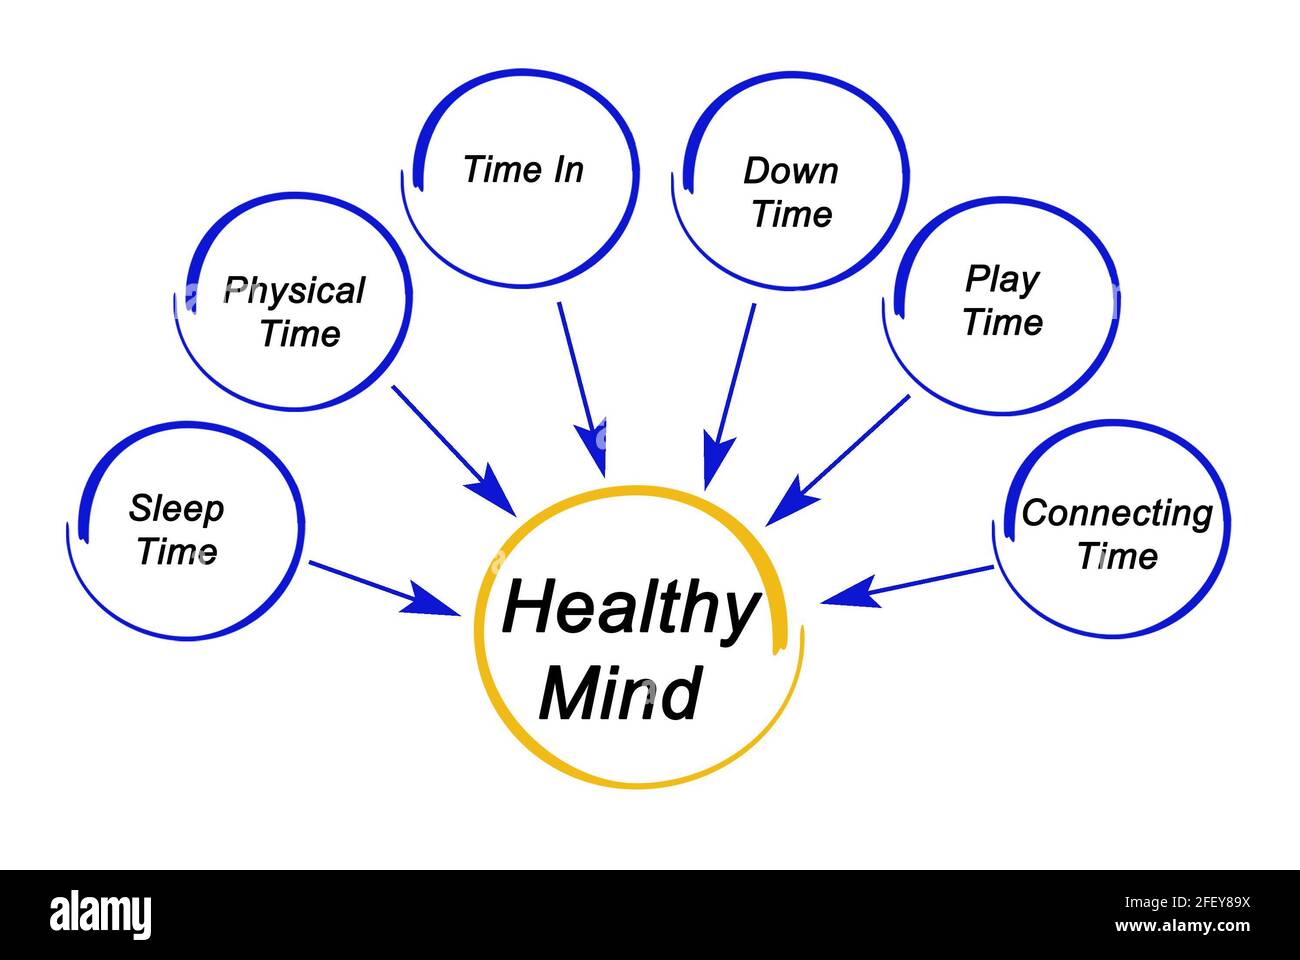 Time In
Down
Time
Physical
Time
Play
Time
Sleep
Time
Connecting
Time
Healthy
Mind
alamy
Image ID: 2FEY89X
www.alamy.com